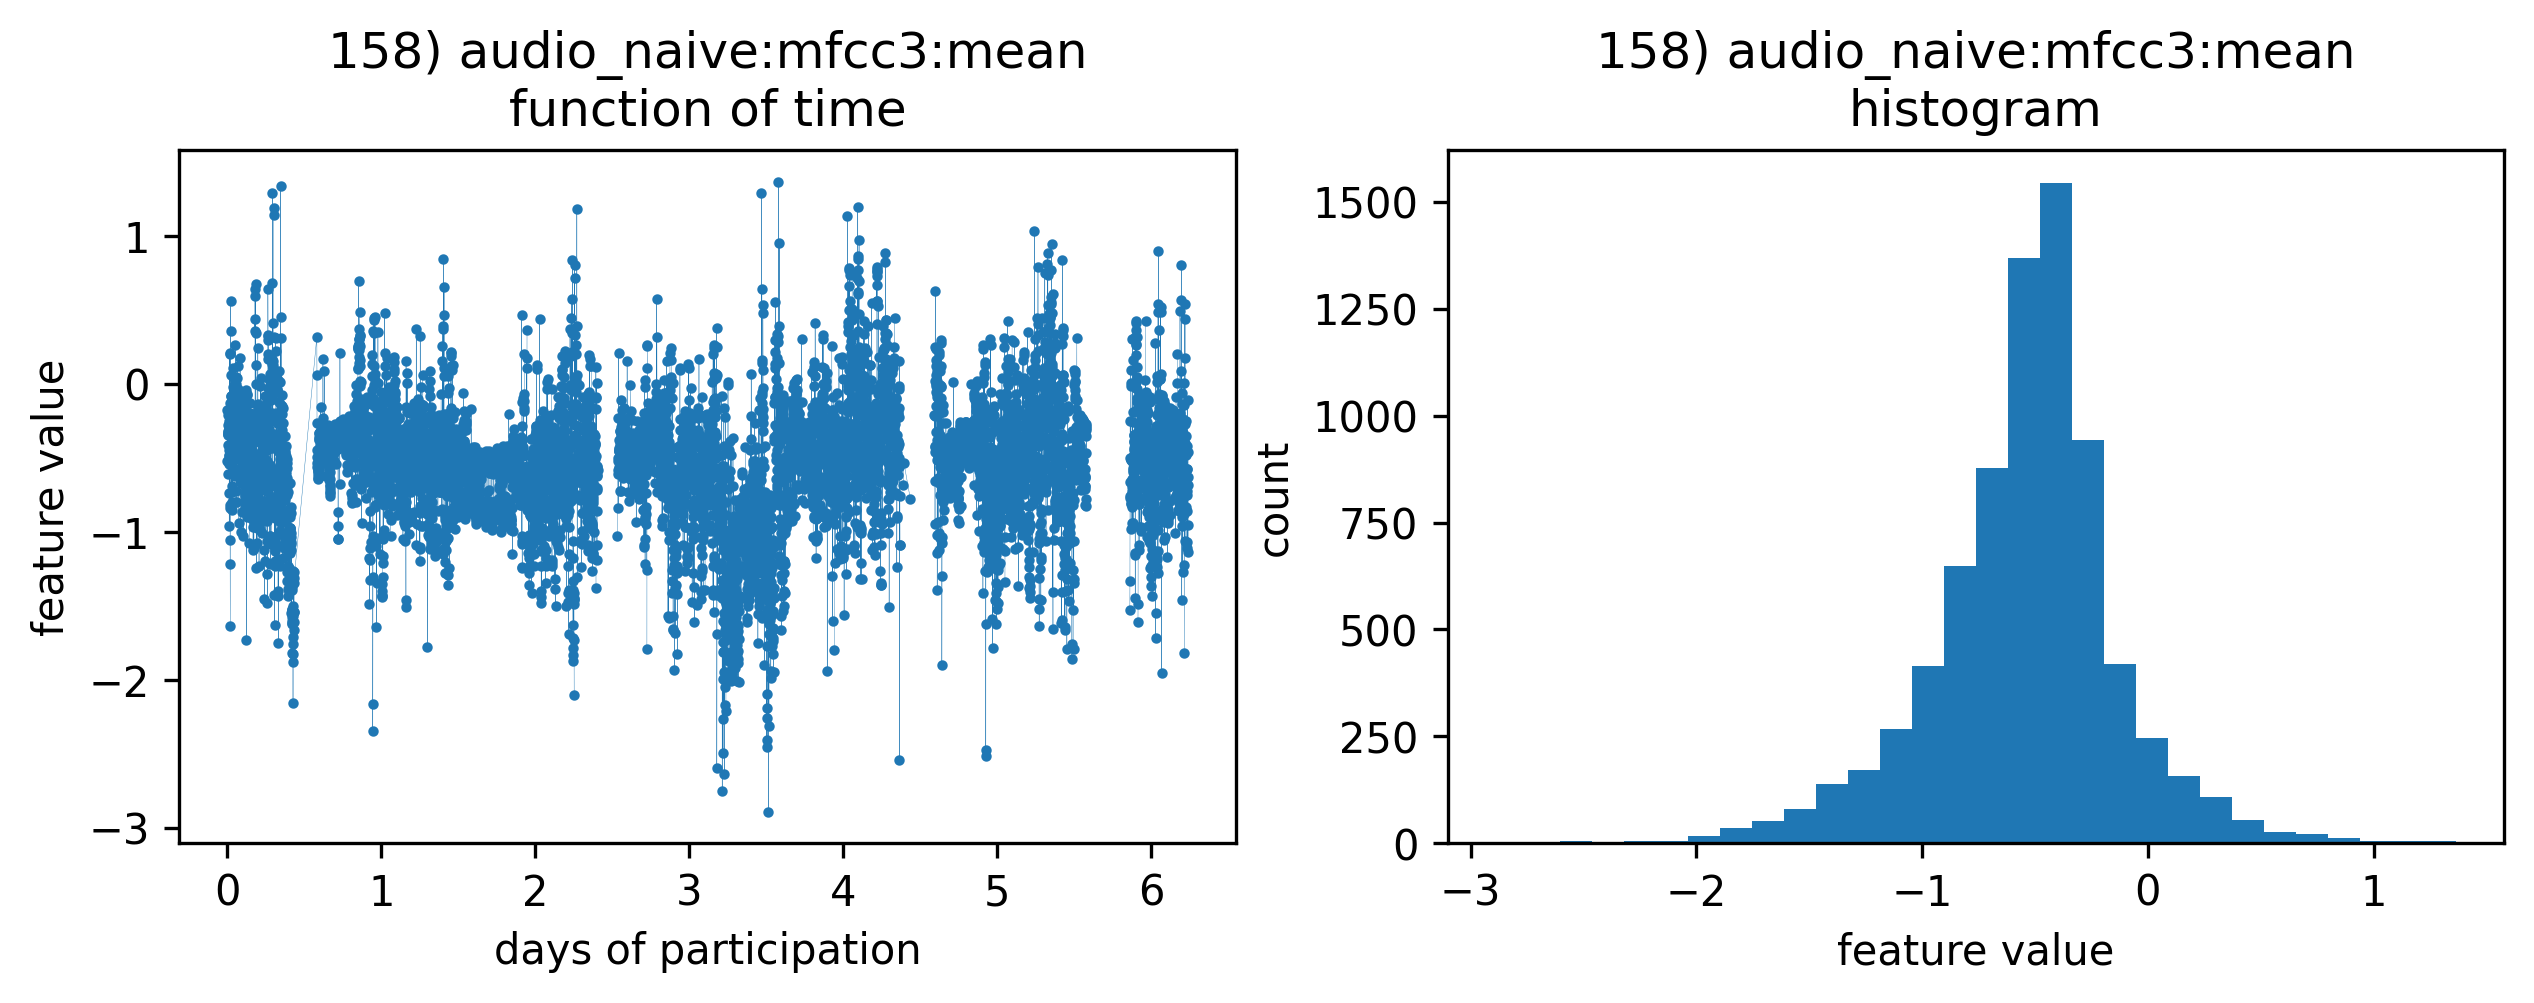 158) audio_naive:mfcc3:mean
function of time
1
0
−1
−2
−3
feature value
0 1 2 3 4 5 6
days of participation
158) audio_naive:mfcc3:mean
histogram
1500
1250
1000
750
500
250
0
count
−3 −2 −1 0 1
feature value